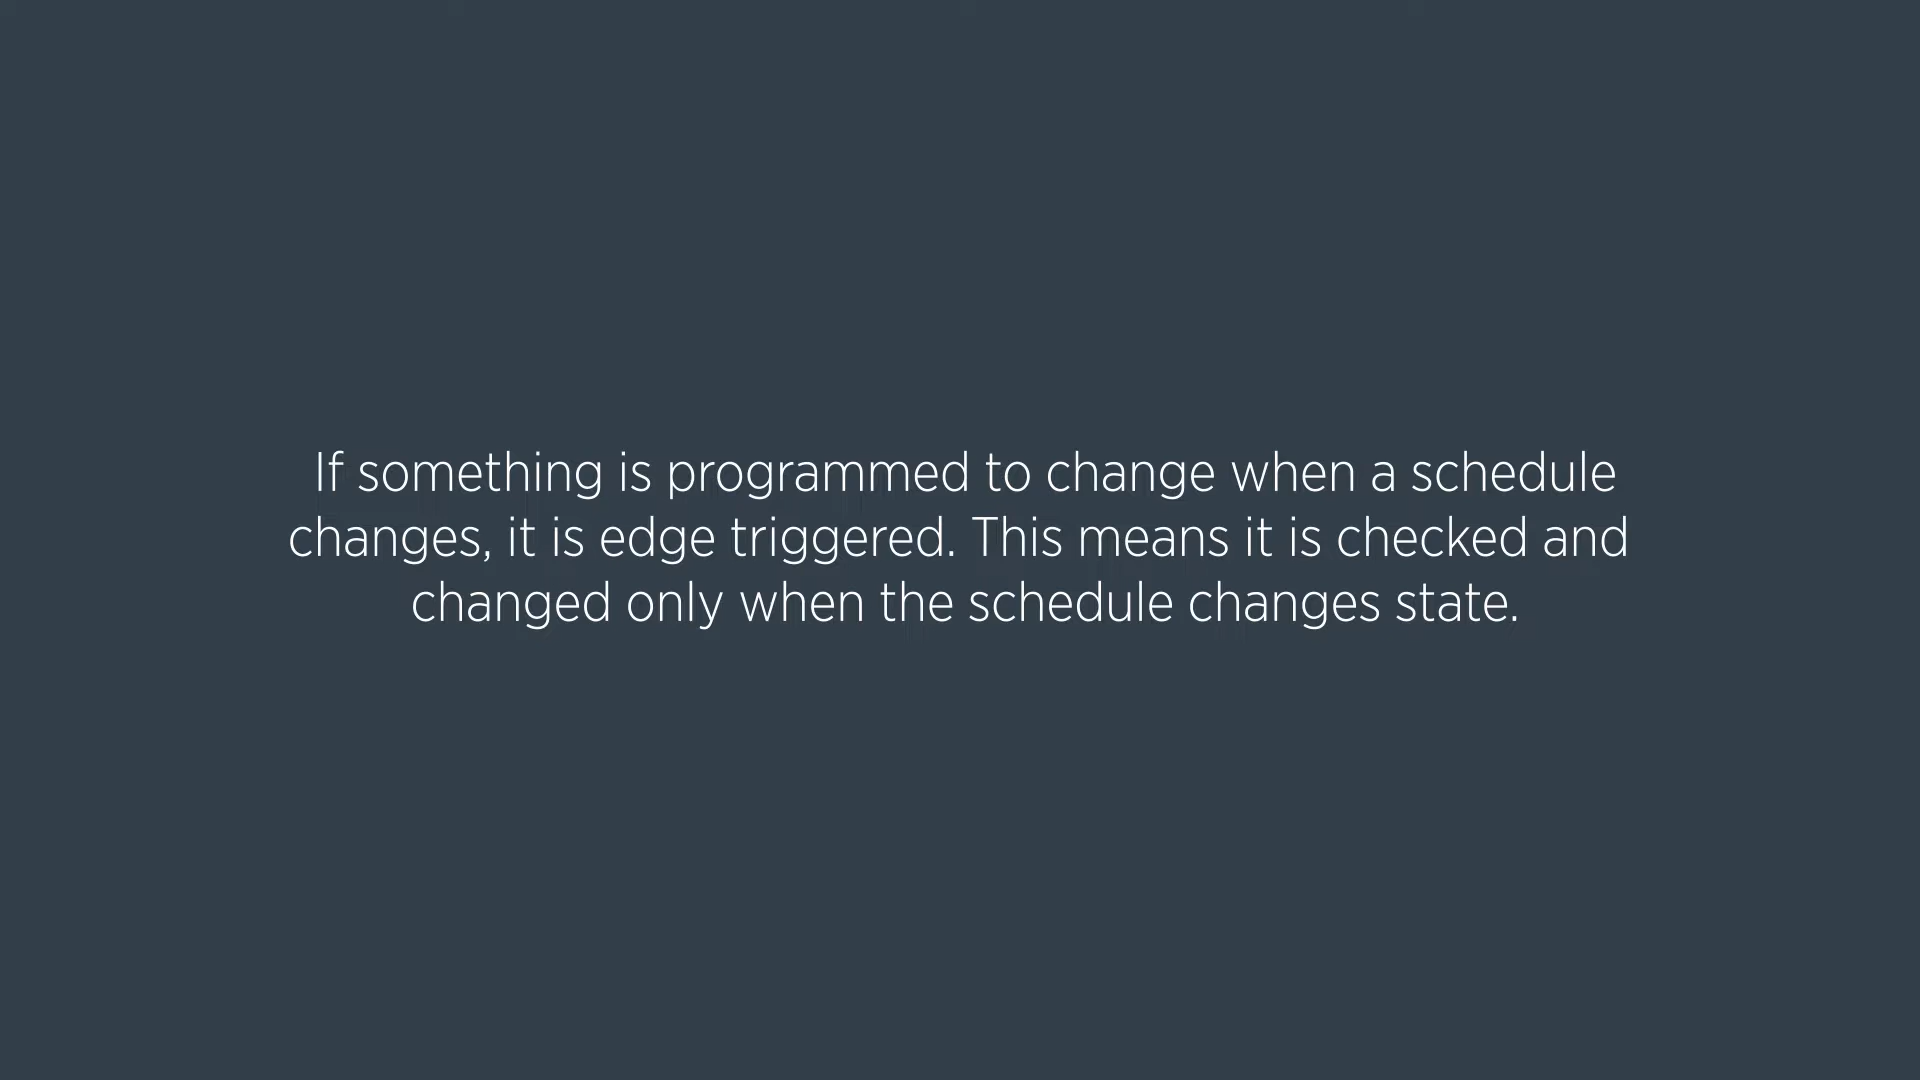 If something is programmed to change when a schedule
changes, it is edge triggered. This means it is checked and
changed only when the schedule changes state.